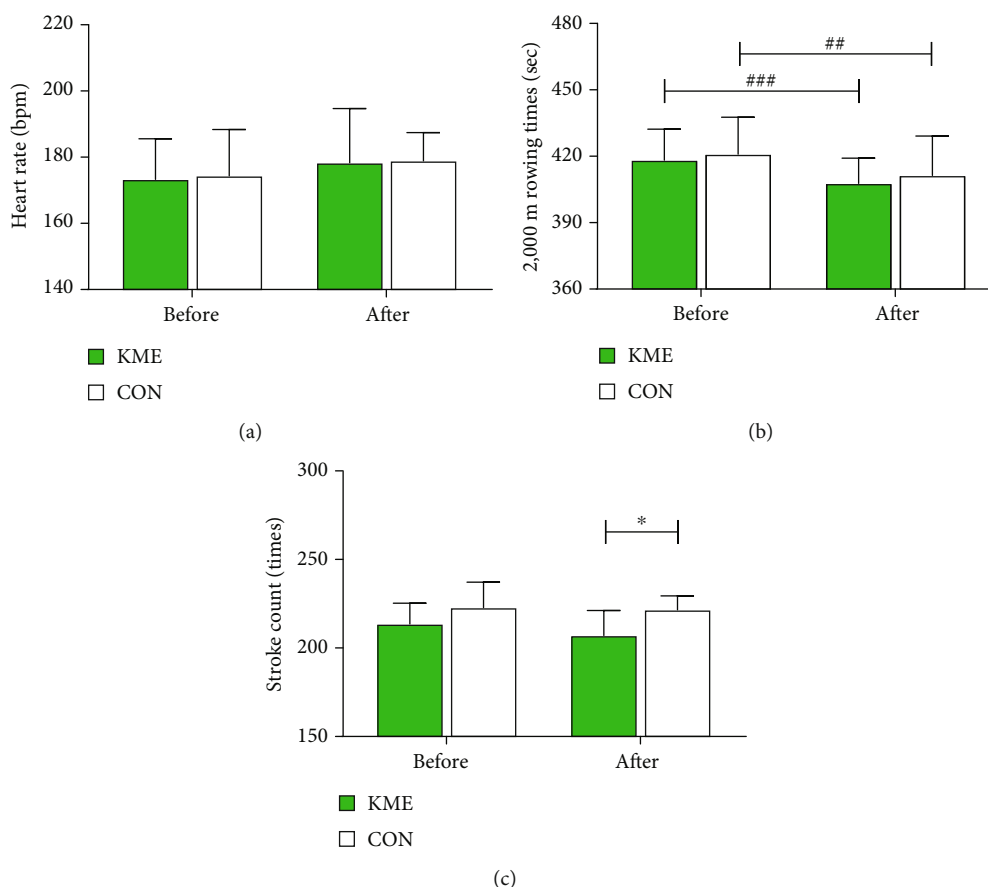 220
200
180
160
140
Heart rate (bpm)
Before
After
KME
CON
(a)
480
450
420
390
360
2,000 m rowing times (sec)
##
###
Before
After
KME
CON
(b)
300
250
200
150
Stroke count (times)
*
Before
After
KME
CON
(c)